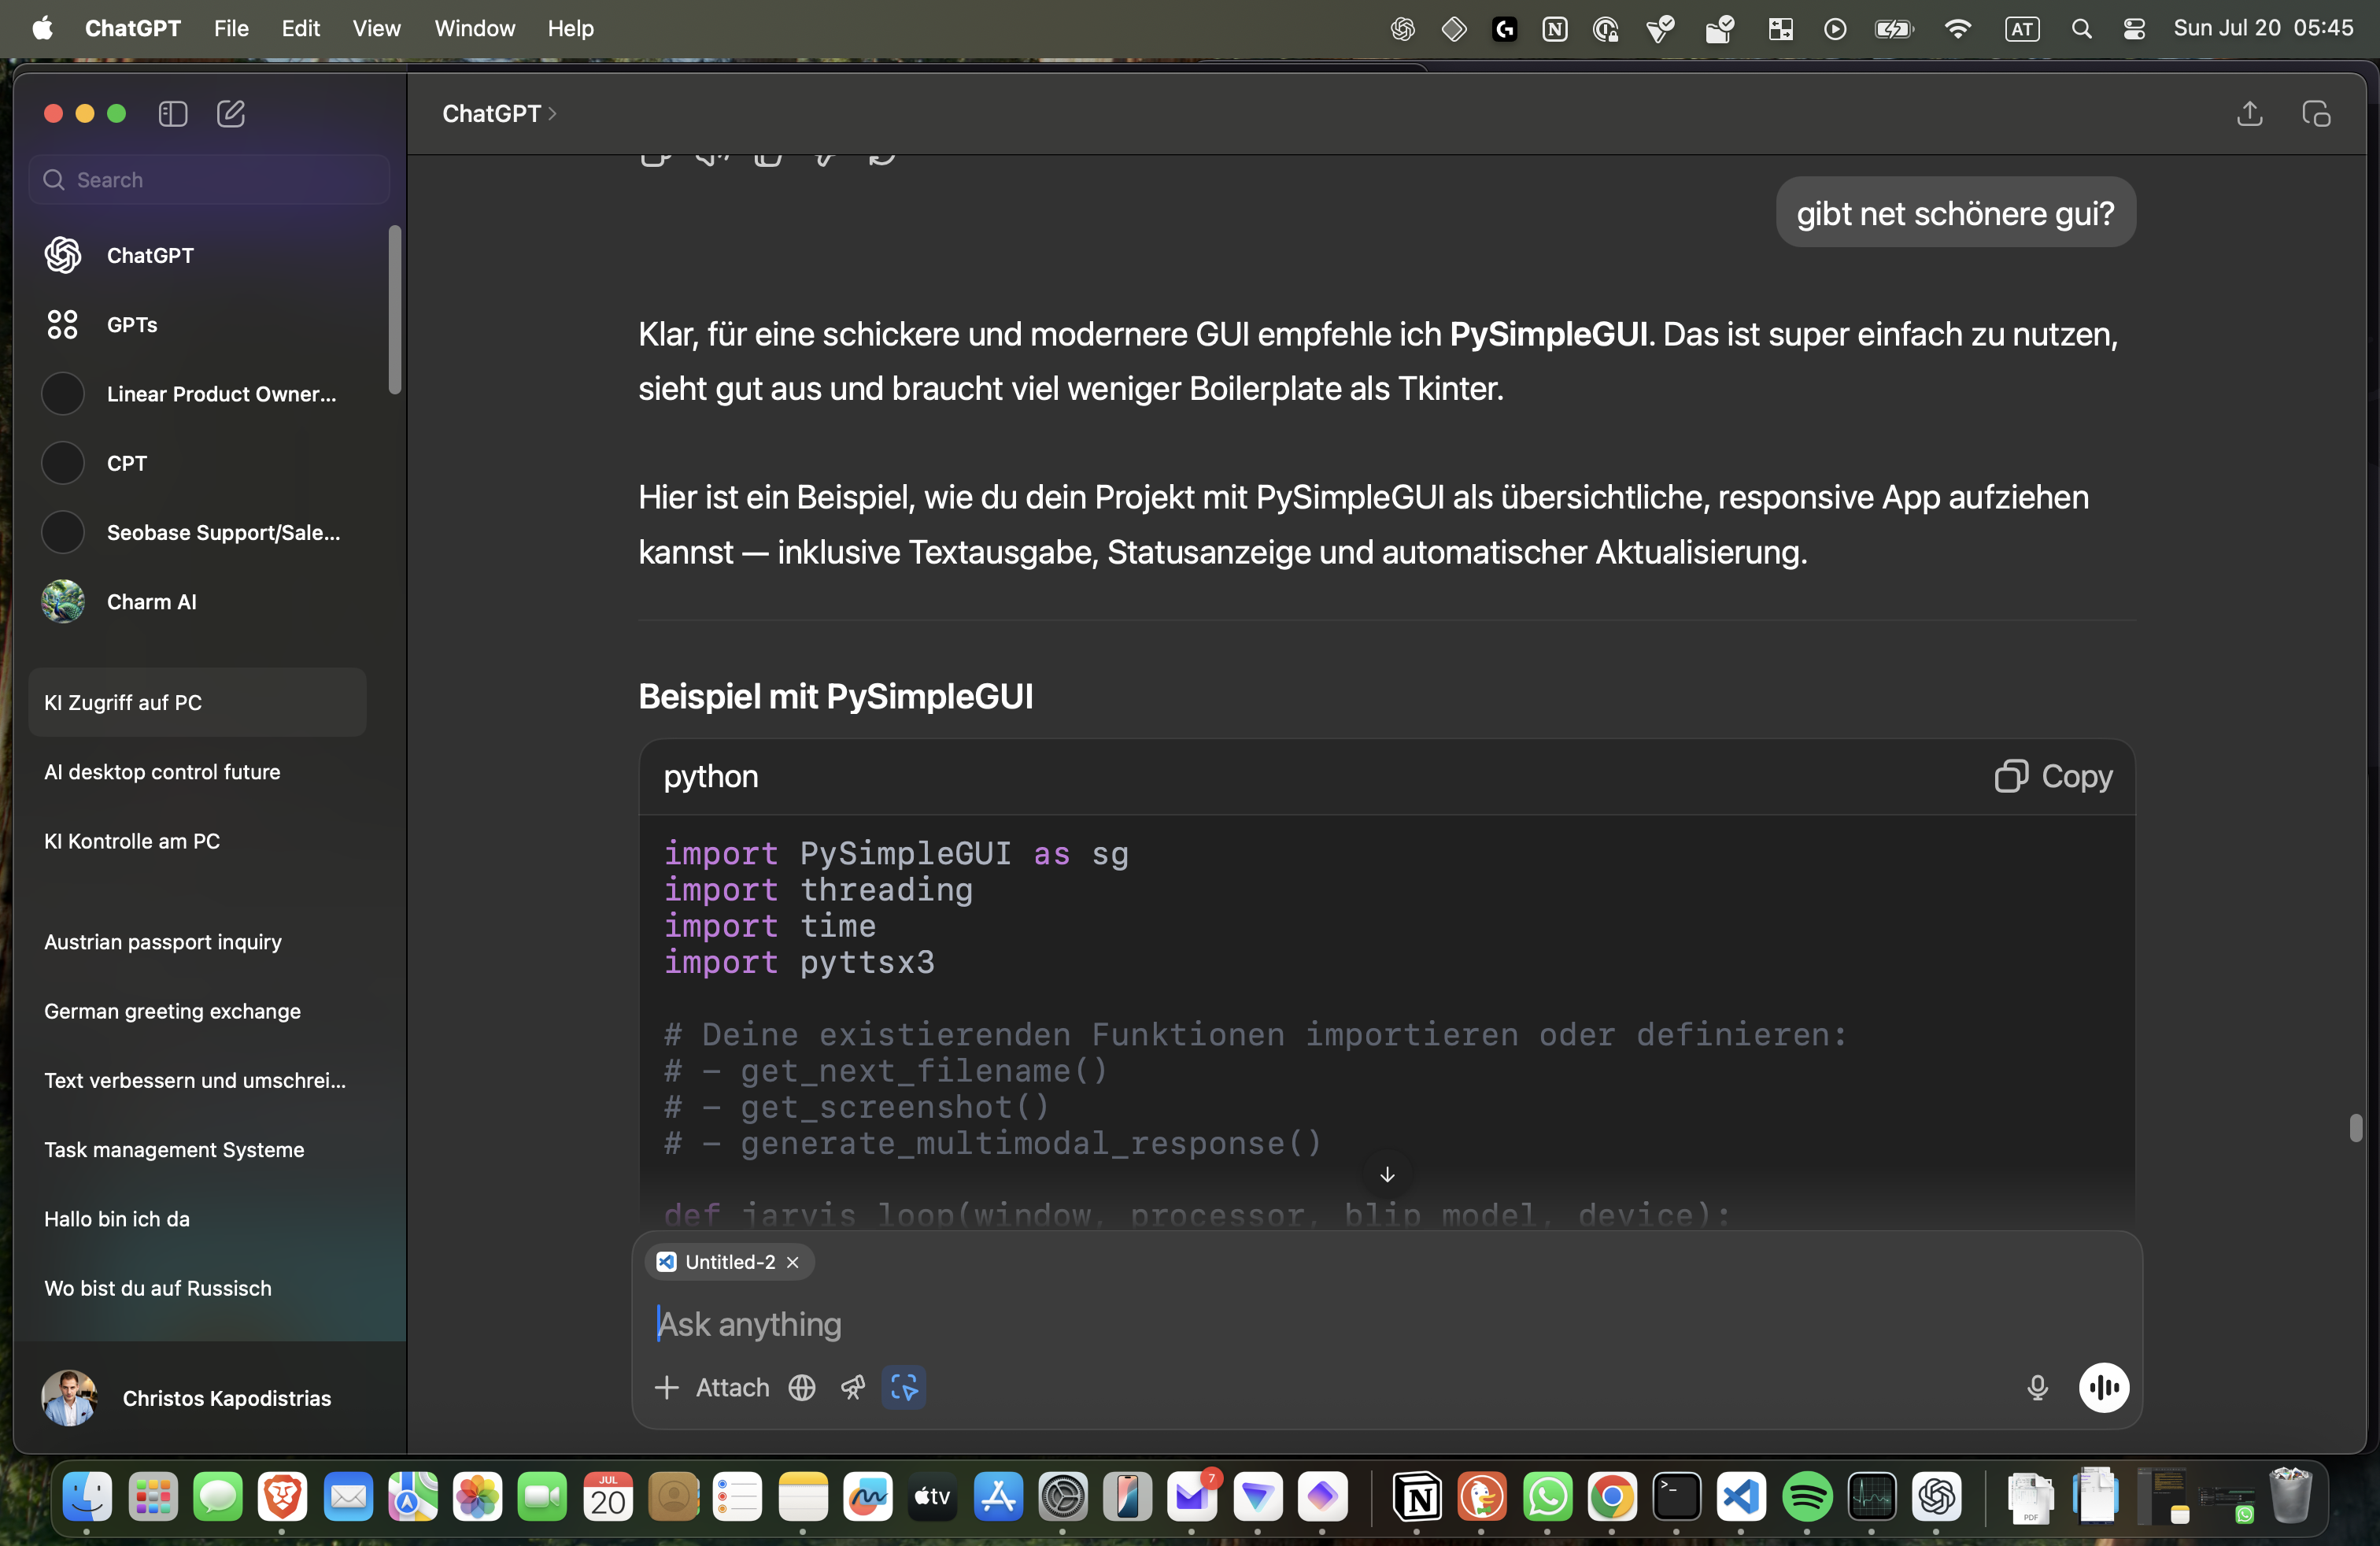 ChatGPT File Edit View Window Help
AT
Sun Jul 20 05:45
Search
ChatGPT
GPTs
Linear Product Owner...
CPT
Seobase Support/Sale...
Charm AI
KI Zugriff auf PC
AI desktop control future
KI Kontrolle am PC
Austrian passport inquiry
German greeting exchange
Text verbessern und umschrei...
Task management Systeme
Hallo bin ich da
Wo bist du auf Russisch
Christos Kapodistrias
ChatGPT
gibt net schönere gui?
Klar, für eine schickere und modernere GUI empfehle ich PySimpleGUI. Das ist super einfach zu nutzen,
sieht gut aus und braucht viel weniger Boilerplate als Tkinter.
Hier ist ein Beispiel, wie du dein Projekt mit PySimpleGUI als übersichtliche, responsive App aufziehen
kannst — inklusive Textausgabe, Statusanzeige und automatischer Aktualisierung.
Beispiel mit PySimpleGUI
python
Copy
import PySimpleGUI as sg
import threading
import time
import pyttsx3
# Deine existierenden Funktionen importieren oder definieren:
# - get_next_filename()
# - get_screenshot()
# - generate_multimodal_response()
def jarvis_loop(window, processor, blip_model, device):
Untitled-2
Ask anything
Attach
JUL
20
tv
7
PDF